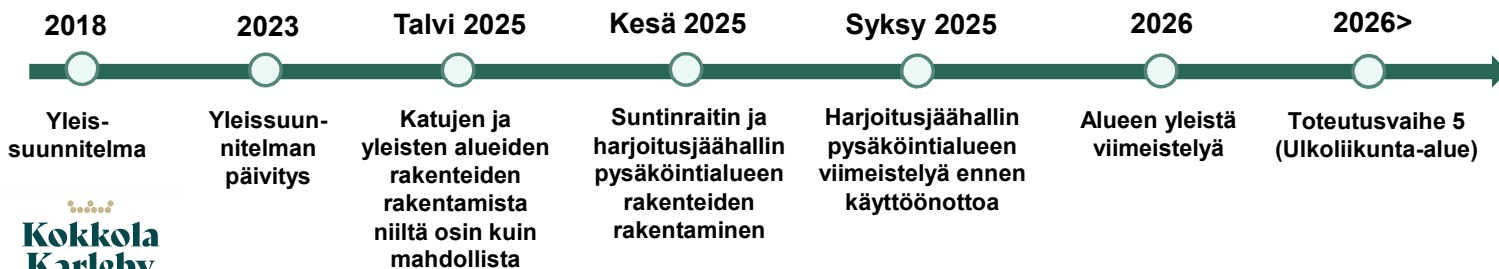 2018
Yleis-
suunnitelma
2023
Yleissuun-
nitelman
päivitys
Talvi 2025
Katujen ja
yleisten alueiden
rakenteiden
rakentamista
niiltä osin kuin
mahdollista
Kesä 2025
Suntinraitin ja
harjoitusjäähallin
pysäköintialueen
rakenteiden
rakentaminen
Syksy 2025
Harjoitusjäähallin
pysäköintialueen
viimeistelyä ennen
käyttöönottoa
2026
Alueen yleistä
viimeistelyä
2026>
Toteutusvaihe 5
(Ulkoliikunta-alue)
Kokkola
Karleby